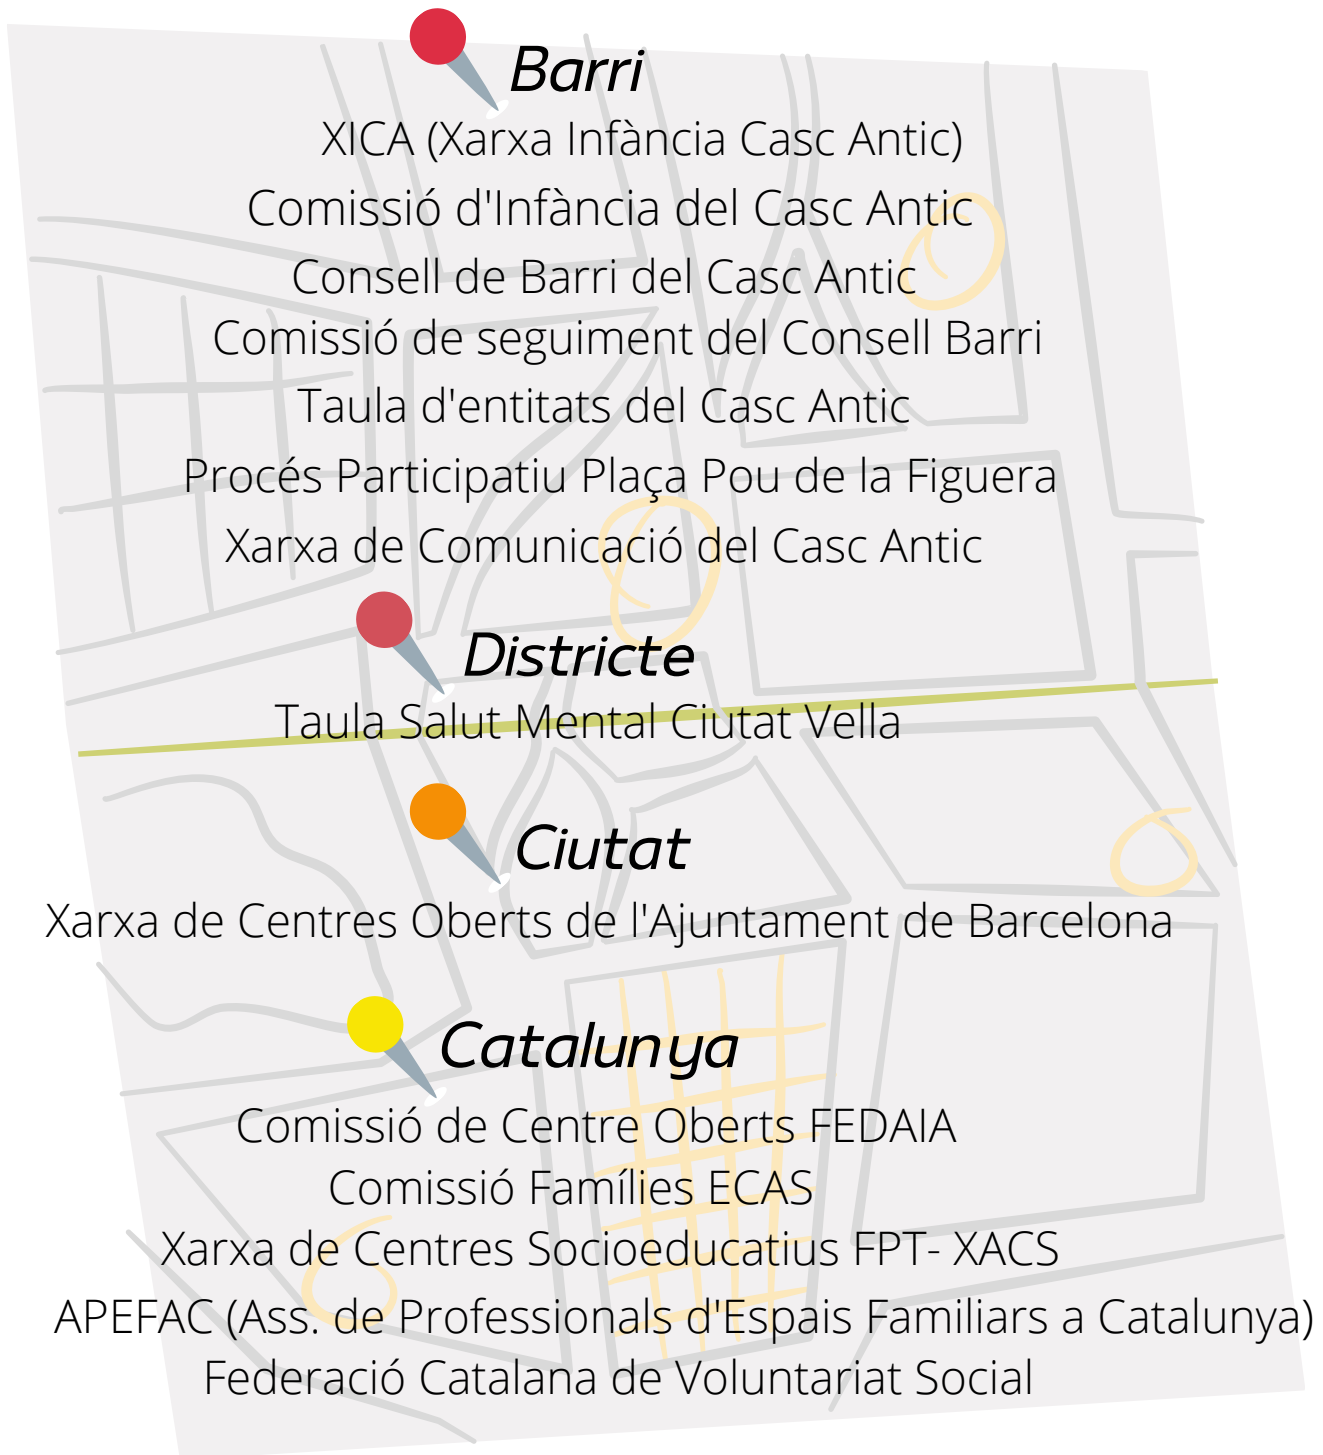 Barri
XICA (Xarxa Infància Casc Antic)
Comissió d'Infància del Casc Antic
Consell de Barri del Casc Antic
Comissió de seguiment del Consell Barri
Taula d'entitats del Casc Antic
Procés Participatiu Plaça Pou de la Figuera
Xarxa de Comunicació del Casc Antic
Districte
Taula Salut Mental Ciutat Vella
Ciutat
Xarxa de Centres Oberts de l'Ajuntament de Barcelona
Catalunya
Comissió de Centre Oberts FEDAIA
Comissió Famílies ECAS
Xarxa de Centres Socioeducatius FPT- XACS
APEFAC (Ass. de Professionals d'Espais Familiars a Catalunya)
Federació Catalana de Voluntariat Social